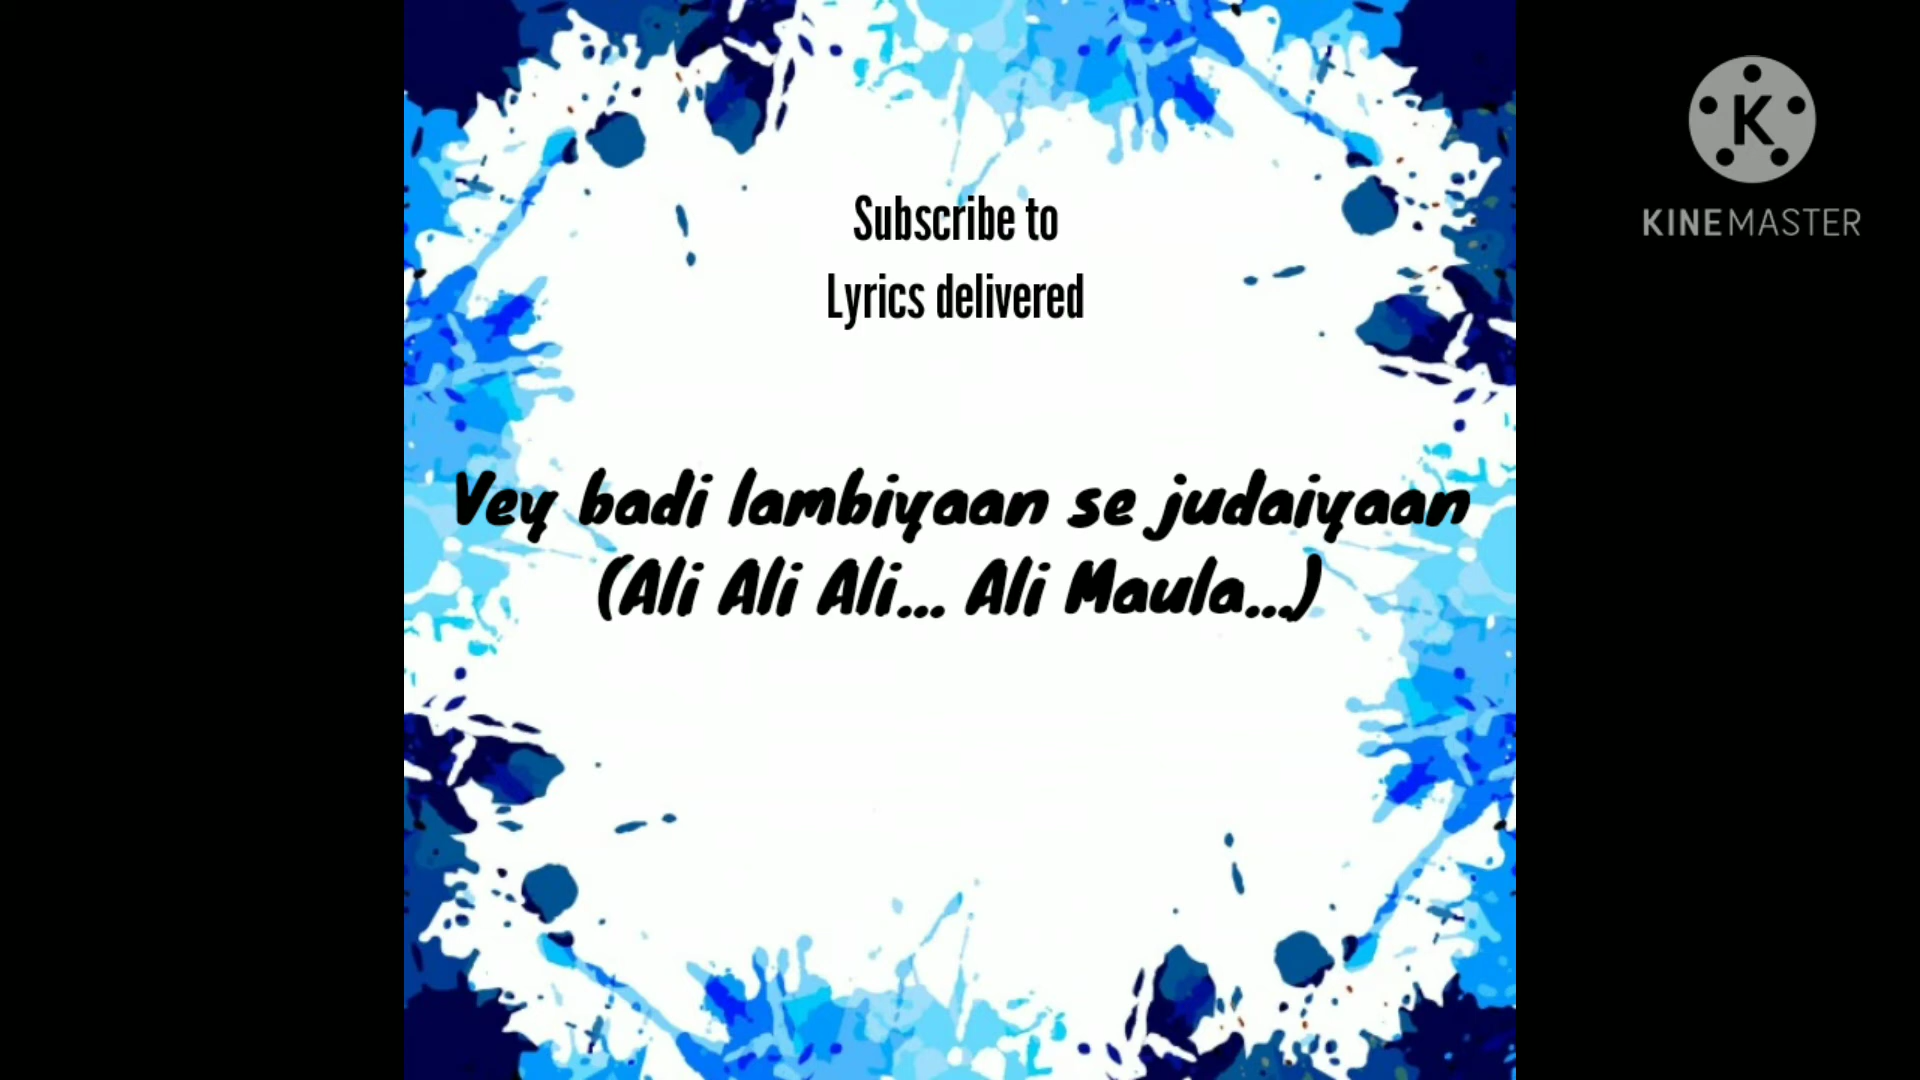 Subscribe to
Lyrics delivered
Vey badi lambiyaan se judaiyaan
(Ali Ali Ali... Ali Maula...)
K
KINEMASTER